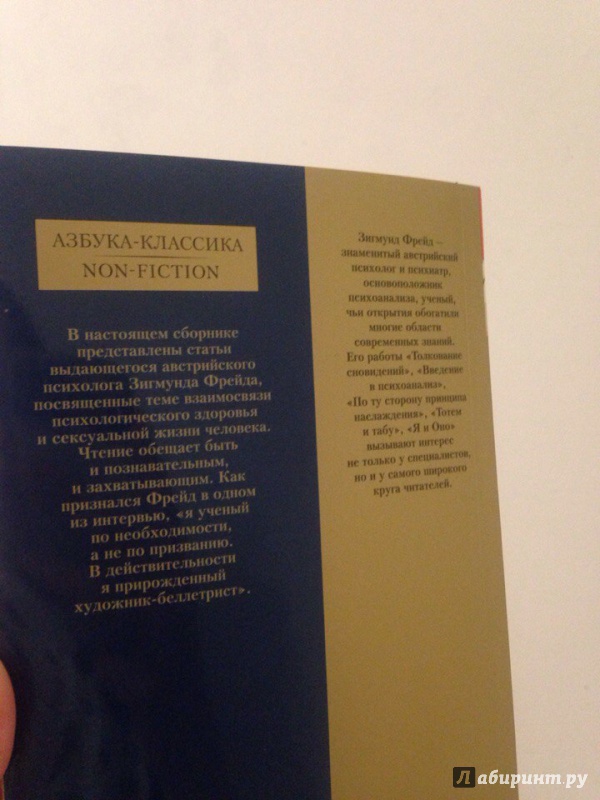 АЗБУКА-КЛАССИКА
NON-FICTION
В настоящем сборнике
представлены статьи
выдающегося австрийского
психолога Зигмунда Фрейда,
посвященные теме взаимосвязи
психологического здоровья
и сексуальной жизни человека.
Чтение обещает быть
и познавательным,
и захватывающим. Как
признался Фрейд в одном
из интервью, «я ученый
по необходимости,
а не по призванию.
В действительности
я прирожденный
художник-беллетрист».
Зигмунд Фрейд –
знаменитый австрийский
психолог и психиатр,
основоположник
психоанализа, ученый,
чьи открытия обогатили
многие области
современных знаний.
Его работы «Толкование
сновидений», «Введение
в психоанализ»,
«По ту сторону принципа
наслаждения», «Тотем
и табу», «Я и Оно»
вызывают интерес
не только у специалистов,
но и у самого широкого
круга читателей.
Лабиринт.ру